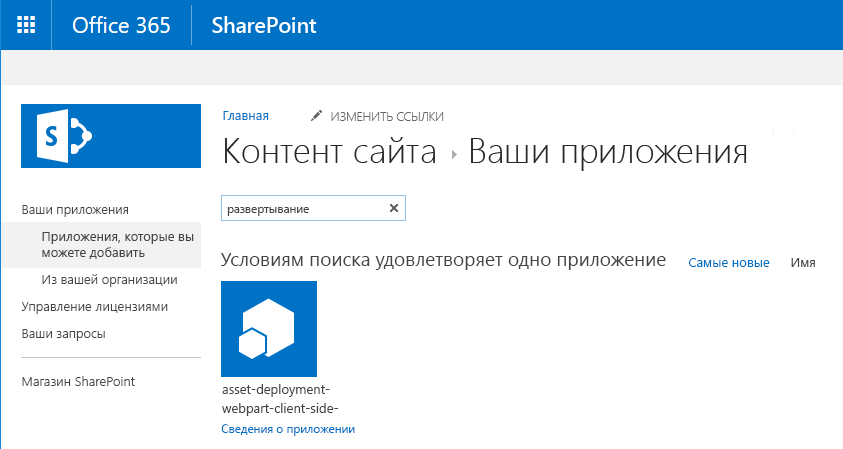 Office 365 SharePoint
Главная ИЗМЕНИТЬ ССЫЛКИ
Контент сайта ▸ Ваши приложения
Ваши приложения
Приложения, которые вы
можете добавить
Из вашей организации
Управление лицензиями
Ваши запросы
Магазин SharePoint
развертывание
Условиям поиска удовлетворяет одно приложение Самые новые Имя
S
asset-deployment-
webpart-client-side-
Сведения о приложении